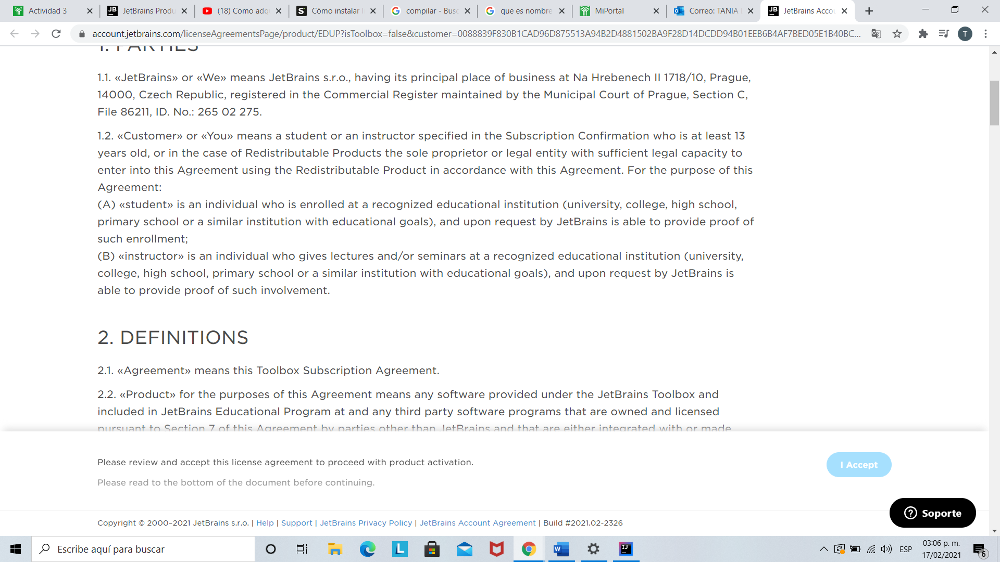 Actividad 3
JetBrains Produ
(18) Como adq
Cómo instalar
compilar - Busc
que es nombre
MiPortal
Correo: TANIA
JetBrains Accou
account.jetbrains.com/licenseAgreementsPage/product/EDUP?isToolbox=false&customer=0088839F830B1CAD96D875513A94B2D4881502BA9F28D14DCDD94B01EEB6B4AF7BED05E1B40BC...
T
1. PARTIES
1.1. «JetBrains» or «We» means JetBrains s.r.o., having its principal place of business at Na Hrebenech II 1718/10, Prague,
14000, Czech Republic, registered in the Commercial Register maintained by the Municipal Court of Prague, Section C,
File 86211, ID. No.: 265 02 275.
1.2. «Customer» or «You» means a student or an instructor specified in the Subscription Confirmation who is at least 13
years old, or in the case of Redistributable Products the sole proprietor or legal entity with sufficient legal capacity to
enter into this Agreement using the Redistributable Product in accordance with this Agreement. For the purpose of this
Agreement:
(A) «student» is an individual who is enrolled at a recognized educational institution (university, college, high school,
primary school or a similar institution with educational goals), and upon request by JetBrains is able to provide proof of
such enrollment;
(B) «instructor» is an individual who gives lectures and/or seminars at a recognized educational institution (university,
college, high school, primary school or a similar institution with educational goals), and upon request by JetBrains is
able to provide proof of such involvement.
2. DEFINITIONS
2.1. «Agreement» means this Toolbox Subscription Agreement.
2.2. «Product» for the purposes of this Agreement means any software provided under the JetBrains Toolbox and
included in JetBrains Educational Program at and any third party software programs that are owned and licensed
pursuant to Section 7 of this Agreement by parties other than JetBrains and that are either integrated with or made
Please review and accept this license agreement to proceed with product activation.
Please read to the bottom of the document before continuing.
I Accept
Soporte
Copyright © 2000–2021 JetBrains s.r.o. | Help | Support | JetBrains Privacy Policy | JetBrains Account Agreement | Build #2021.02-2326
Escribe aquí para buscar
ESP
03:06 p. m.
17/02/2021
6